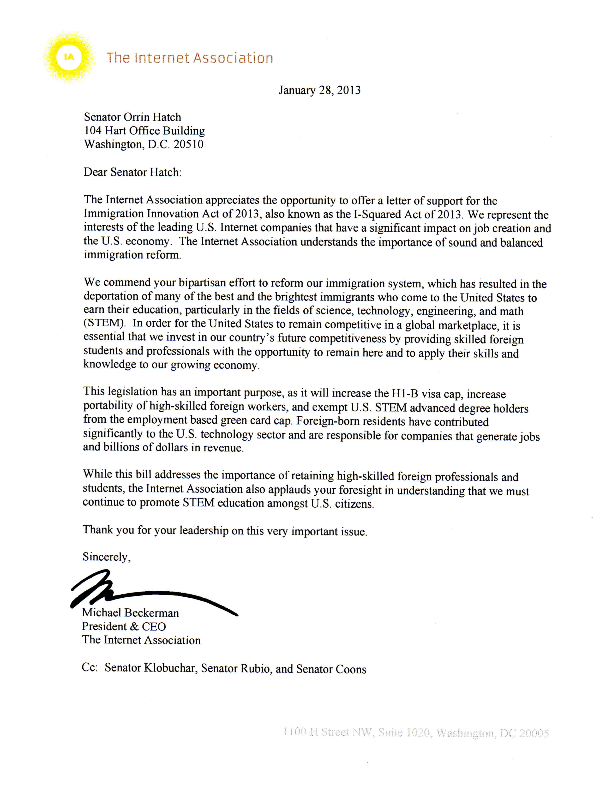 IA
The Internet Association
January 28, 2013
Senator Orrin Hatch
104 Hart Office Building
Washington, D.C. 20510
Dear Senator Hatch:
The Internet Association appreciates the opportunity to offer a letter of support for the
Immigration Innovation Act of 2013, also known as the I-Squared Act of 2013. We represent the
interests of the leading U.S. Internet companies that have a significant impact on job creation and
the U.S. economy.  The Internet Association understands the importance of sound and balanced
immigration reform.
We commend your bipartisan effort to reform our immigration system, which has resulted in the
deportation of many of the best and the brightest immigrants who come to the United States to
earn their education, particularly in the fields of science, technology, engineering, and math
(STEM).  In order for the United States to remain competitive in a global marketplace, it is
essential that we invest in our country's future competitiveness by providing skilled foreign
students and professionals with the opportunity to remain here and to apply their skills and
knowledge to our growing economy.
This legislation has an important purpose, as it will increase the H1-B visa cap, increase
portability of high-skilled foreign workers, and exempt U.S. STEM advanced degree holders
from the employment based green card cap. Foreign-born residents have contributed
significantly to the U.S. technology sector and are responsible for companies that generate jobs
and billions of dollars in revenue.
While this bill addresses the importance of retaining high-skilled foreign professionals and
students, the Internet Association also applauds your foresight in understanding that we must
continue to promote STEM education amongst U.S. citizens.
Thank you for your leadership on this very important issue.
Sincerely,
Michael Beckerman
President & CEO
The Internet Association
Cc:  Senator Klobuchar, Senator Rubio, and Senator Coons
1100 H Street NW, Suite 1020, Washington, DC 20005